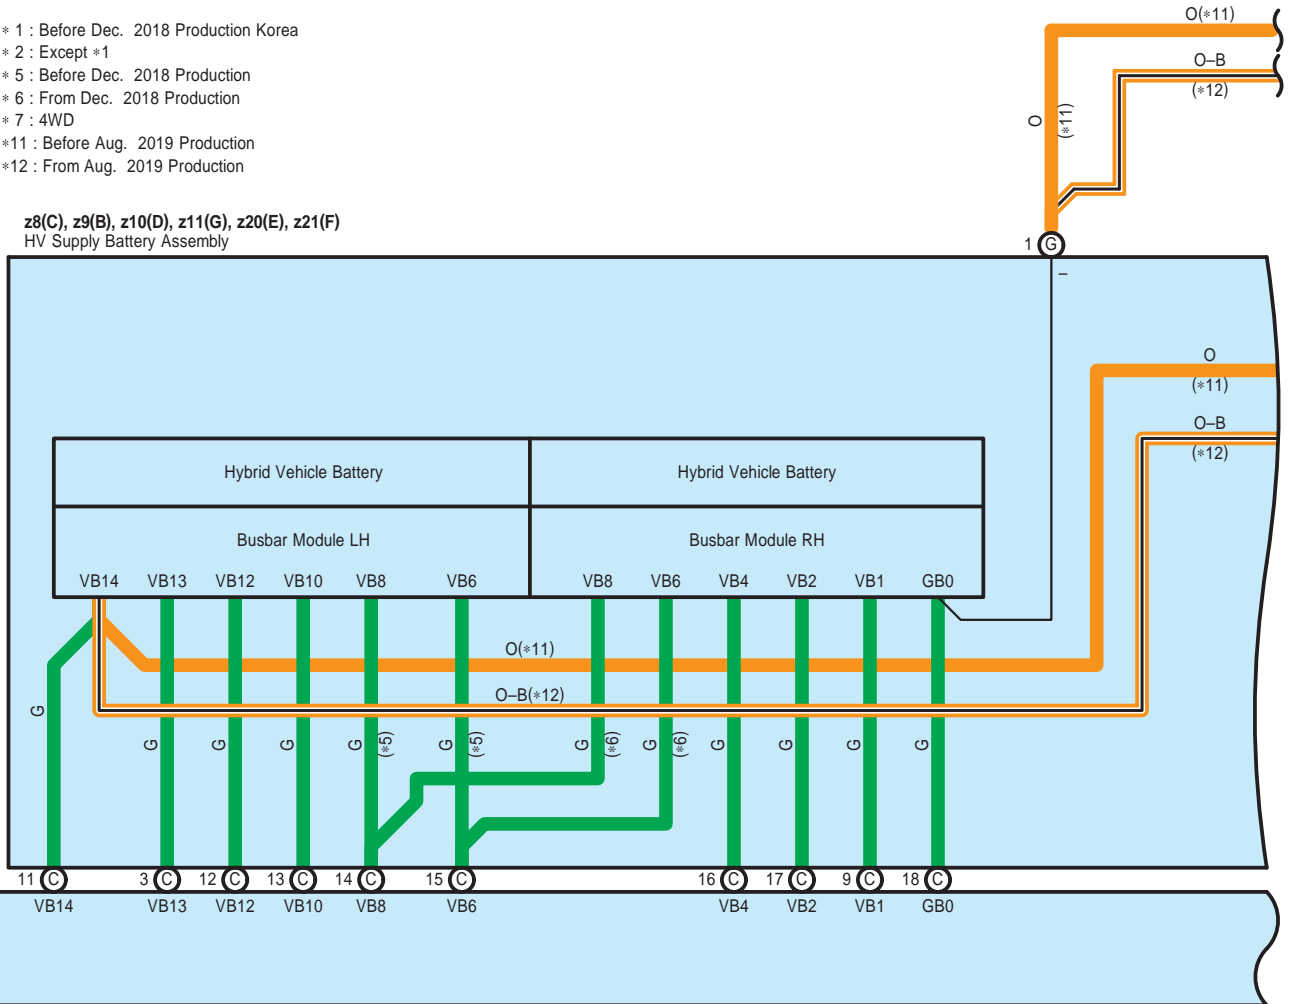 ∗ 1 : Before Dec. 2018 Production Korea
∗ 2 : Except ∗1
∗ 5 : Before Dec. 2018 Production
∗ 6 : From Dec. 2018 Production
∗ 7 : 4WD
∗11 : Before Aug. 2019 Production
∗12 : From Aug. 2019 Production
O(∗11)
O–B
(∗12)
O
(∗11)
z8(C), z9(B), z10(D), z11(G), z20(E), z21(F)
HV Supply Battery Assembly
1 G
–
O
(∗11)
O–B
(∗12)
Hybrid Vehicle Battery Hybrid Vehicle Battery
Busbar Module LH Busbar Module RH
VB14 VB13 VB12 VB10 VB8 VB6 VB8 VB6 VB4 VB2 VB1 GB0
O(∗11)
O–B(∗12)
G
G G G G (∗5) G (∗5) G (∗6) G (∗6) G G G G
11 C 3 C 12 C 13 C 14 C 15 C 16 C 17 C 9 C 18 C
VB14 VB13 VB12 VB10 VB8 VB6 VB4 VB2 VB1 GB0